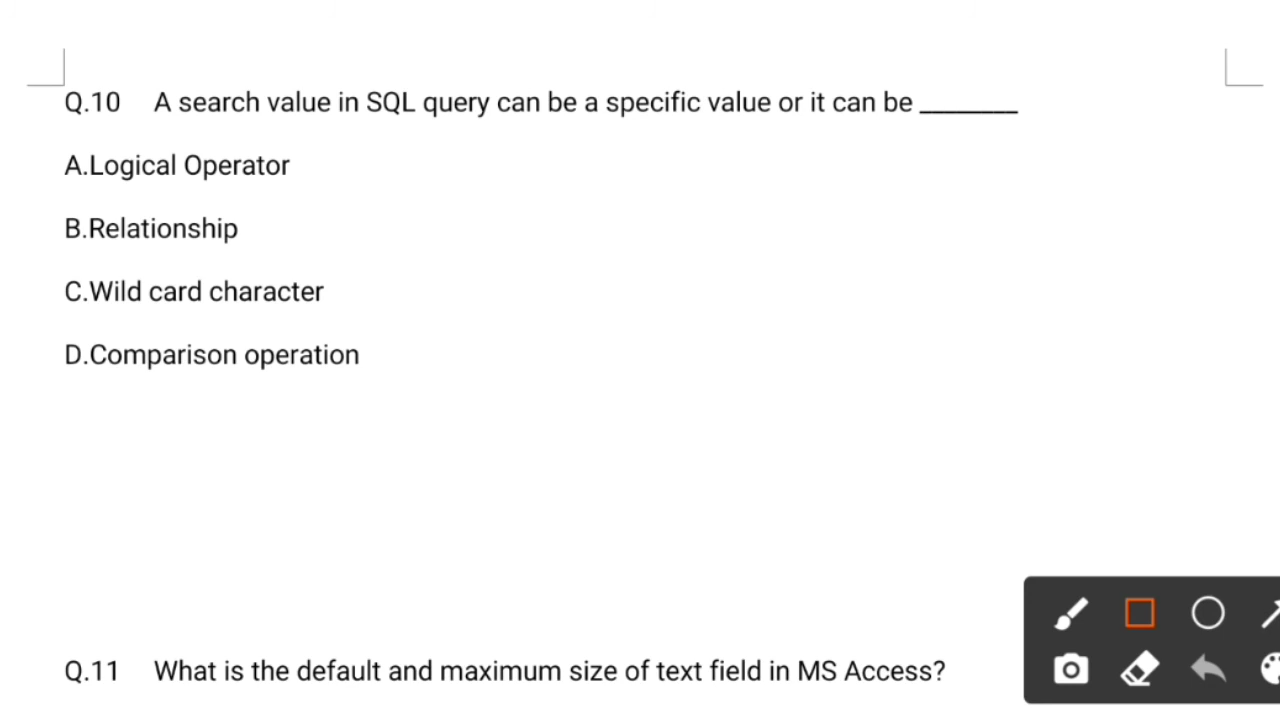 Q.10 A search value in SQL query can be a specific value or it can be _______
A.Logical Operator
B.Relationship
C.Wild card character
D.Comparison operation
Q.11 What is the default and maximum size of text field in MS Access?